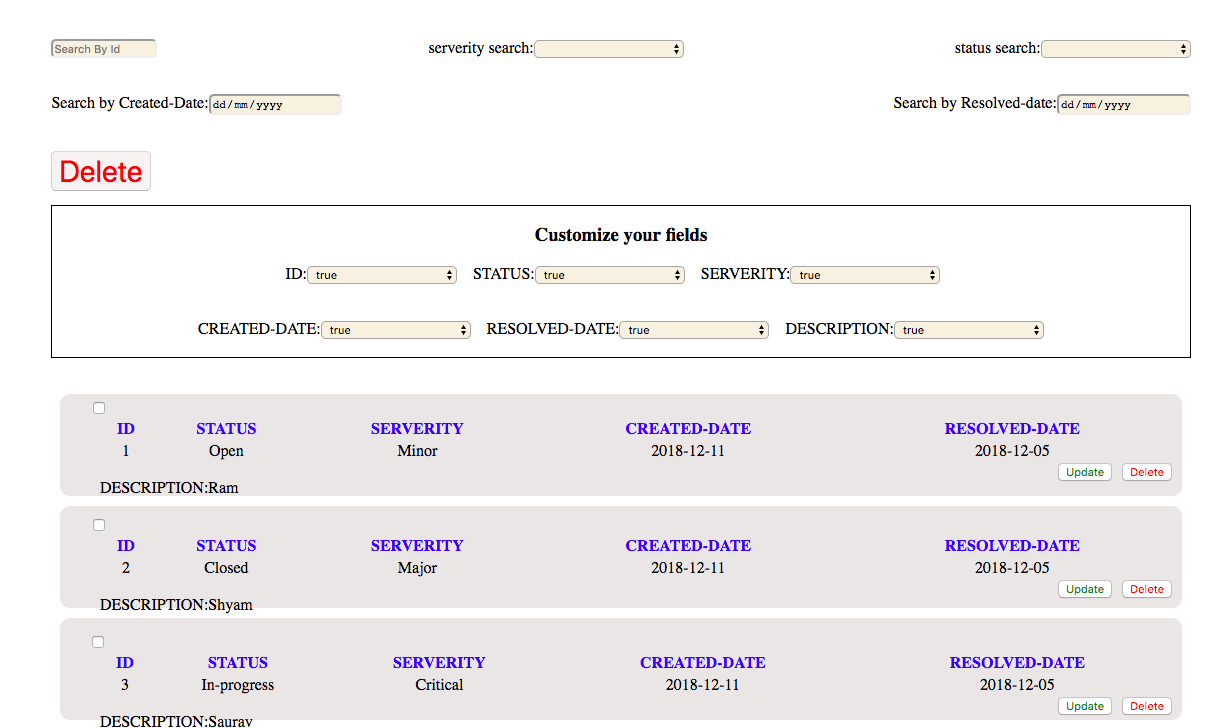 Search By Id serverity search: status search:
Search by Created-Date: dd/mm/yyyy Search by Resolved-date: dd/mm/yyyy
Delete
Customize your fields
ID: true STATUS: true SERVERITY: true
CREATED-DATE: true RESOLVED-DATE: true DESCRIPTION: true
ID STATUS SERVERITY CREATED-DATE RESOLVED-DATE
1 Open Minor 2018-12-11 2018-12-05
Update Delete
DESCRIPTION:Ram
ID STATUS SERVERITY CREATED-DATE RESOLVED-DATE
2 Closed Major 2018-12-11 2018-12-05
Update Delete
DESCRIPTION:Shyam
ID STATUS SERVERITY CREATED-DATE RESOLVED-DATE
3 In-progress Critical 2018-12-11 2018-12-05
Update Delete
DESCRIPTION:Saurav